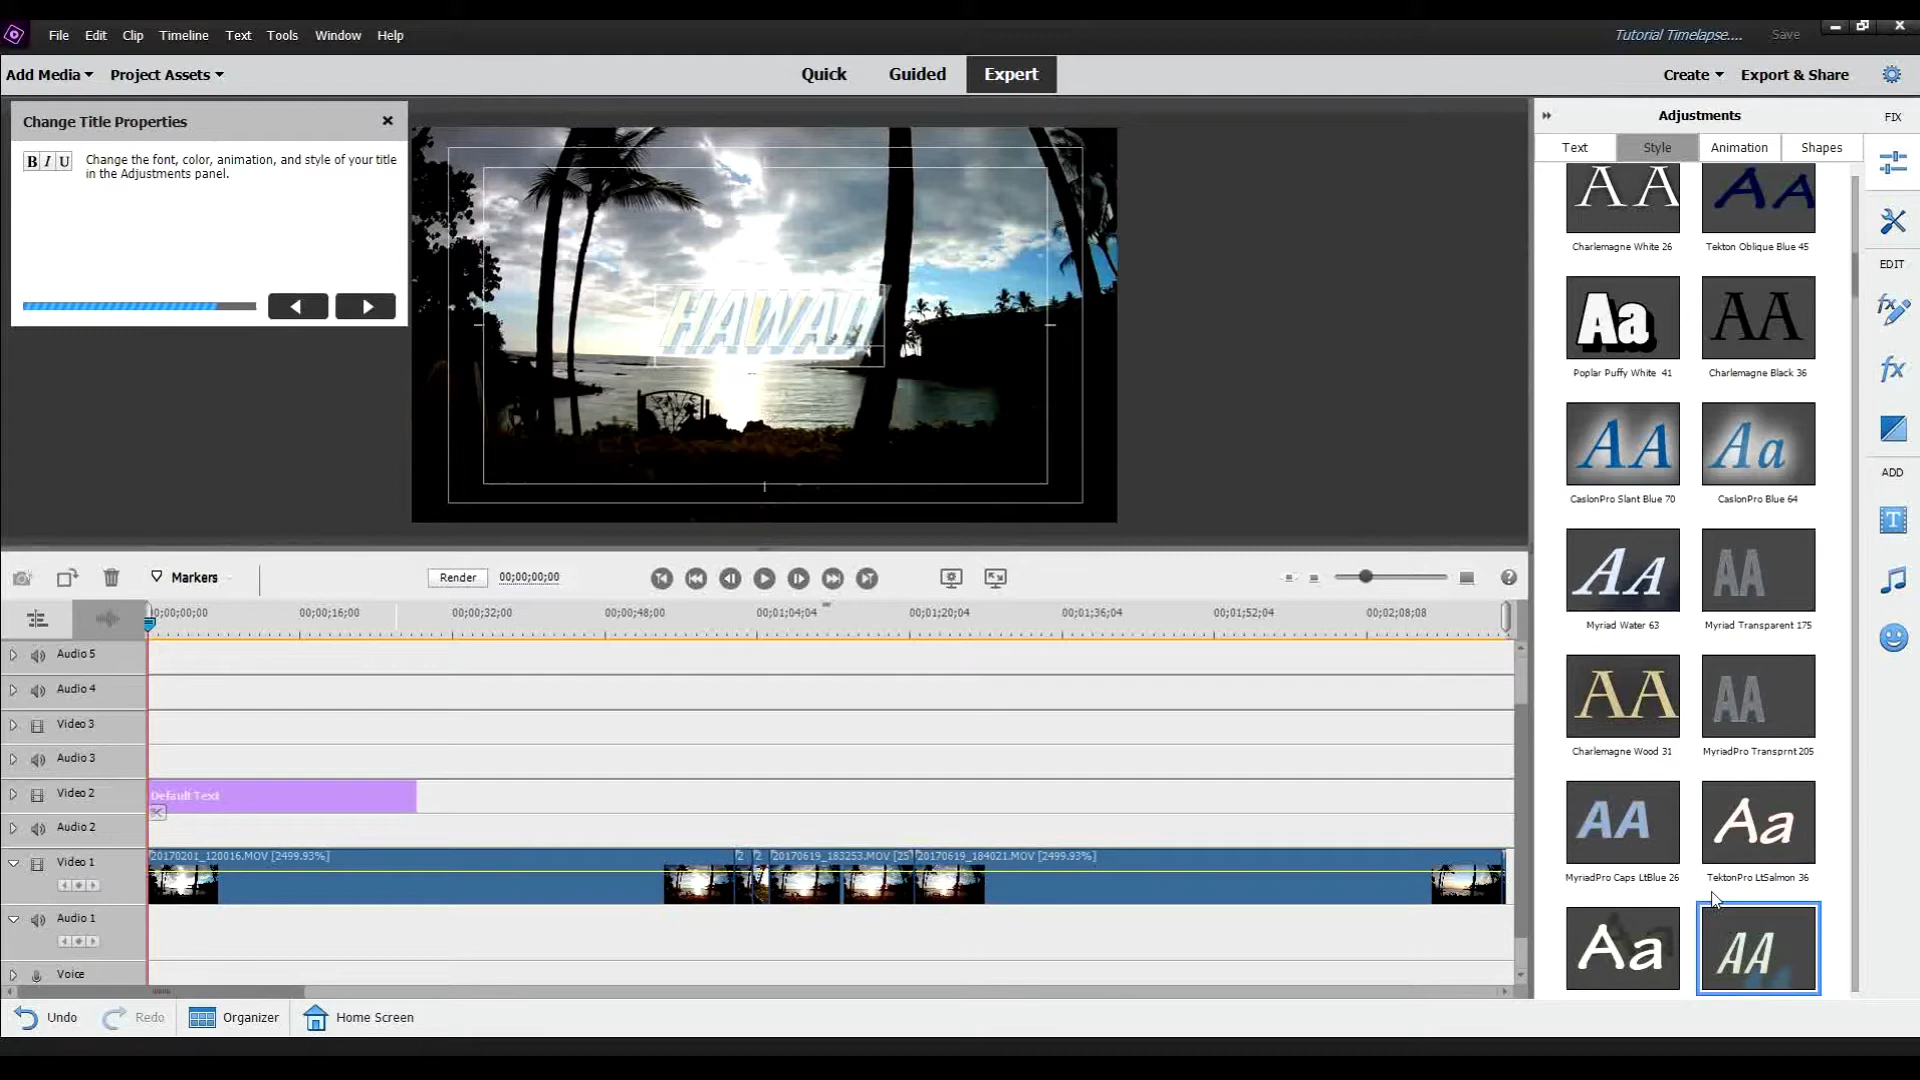 File Edit Clip Timeline Text Tools Window Help
Tutorial Timelapse.... Save
Add Media Project Assets
Quick Guided Expert
Create Export & Share
Change Title Properties
B I U
Change the font, color, animation, and style of your title
in the Adjustments panel.
HAWAII
Adjustments
FIX
Text Style Animation Shapes
AA AA
Charlemagne White 26 Tekton Oblique Blue 45
EDIT
Aa AA
Poplar Puffy White 41 Charlemagne Black 36
AA Aa
CaslonPro Slant Blue 70 CaslonPro Blue 64
ADD
AA AA
Myriad Water 63 Myriad Transparent 175
AA AA
Charlemagne Wood 31 MyriadPro Transprnt 205
AA Aa
MyriadPro Caps LtBlue 26 TektonPro LtSalmon 36
Aa AA
Markers
Render 00;00;00;00
00;00;00 00;00;16;00 00;00;32;00 00;00;48;00 00;01;04;04 00;01;20;04 00;01;36;04 00;01;52;04 00;02;08;08
Audio 5
Audio 4
Video 3
Audio 3
Video 2
Default Text
Audio 2
Video 1
20170201_120016.MOV [2499.93%] 2 2 20170619_183253.MOV [25 20170619_184021.MOV [2499.93%]
Audio 1
Voice
Undo Redo Organizer Home Screen